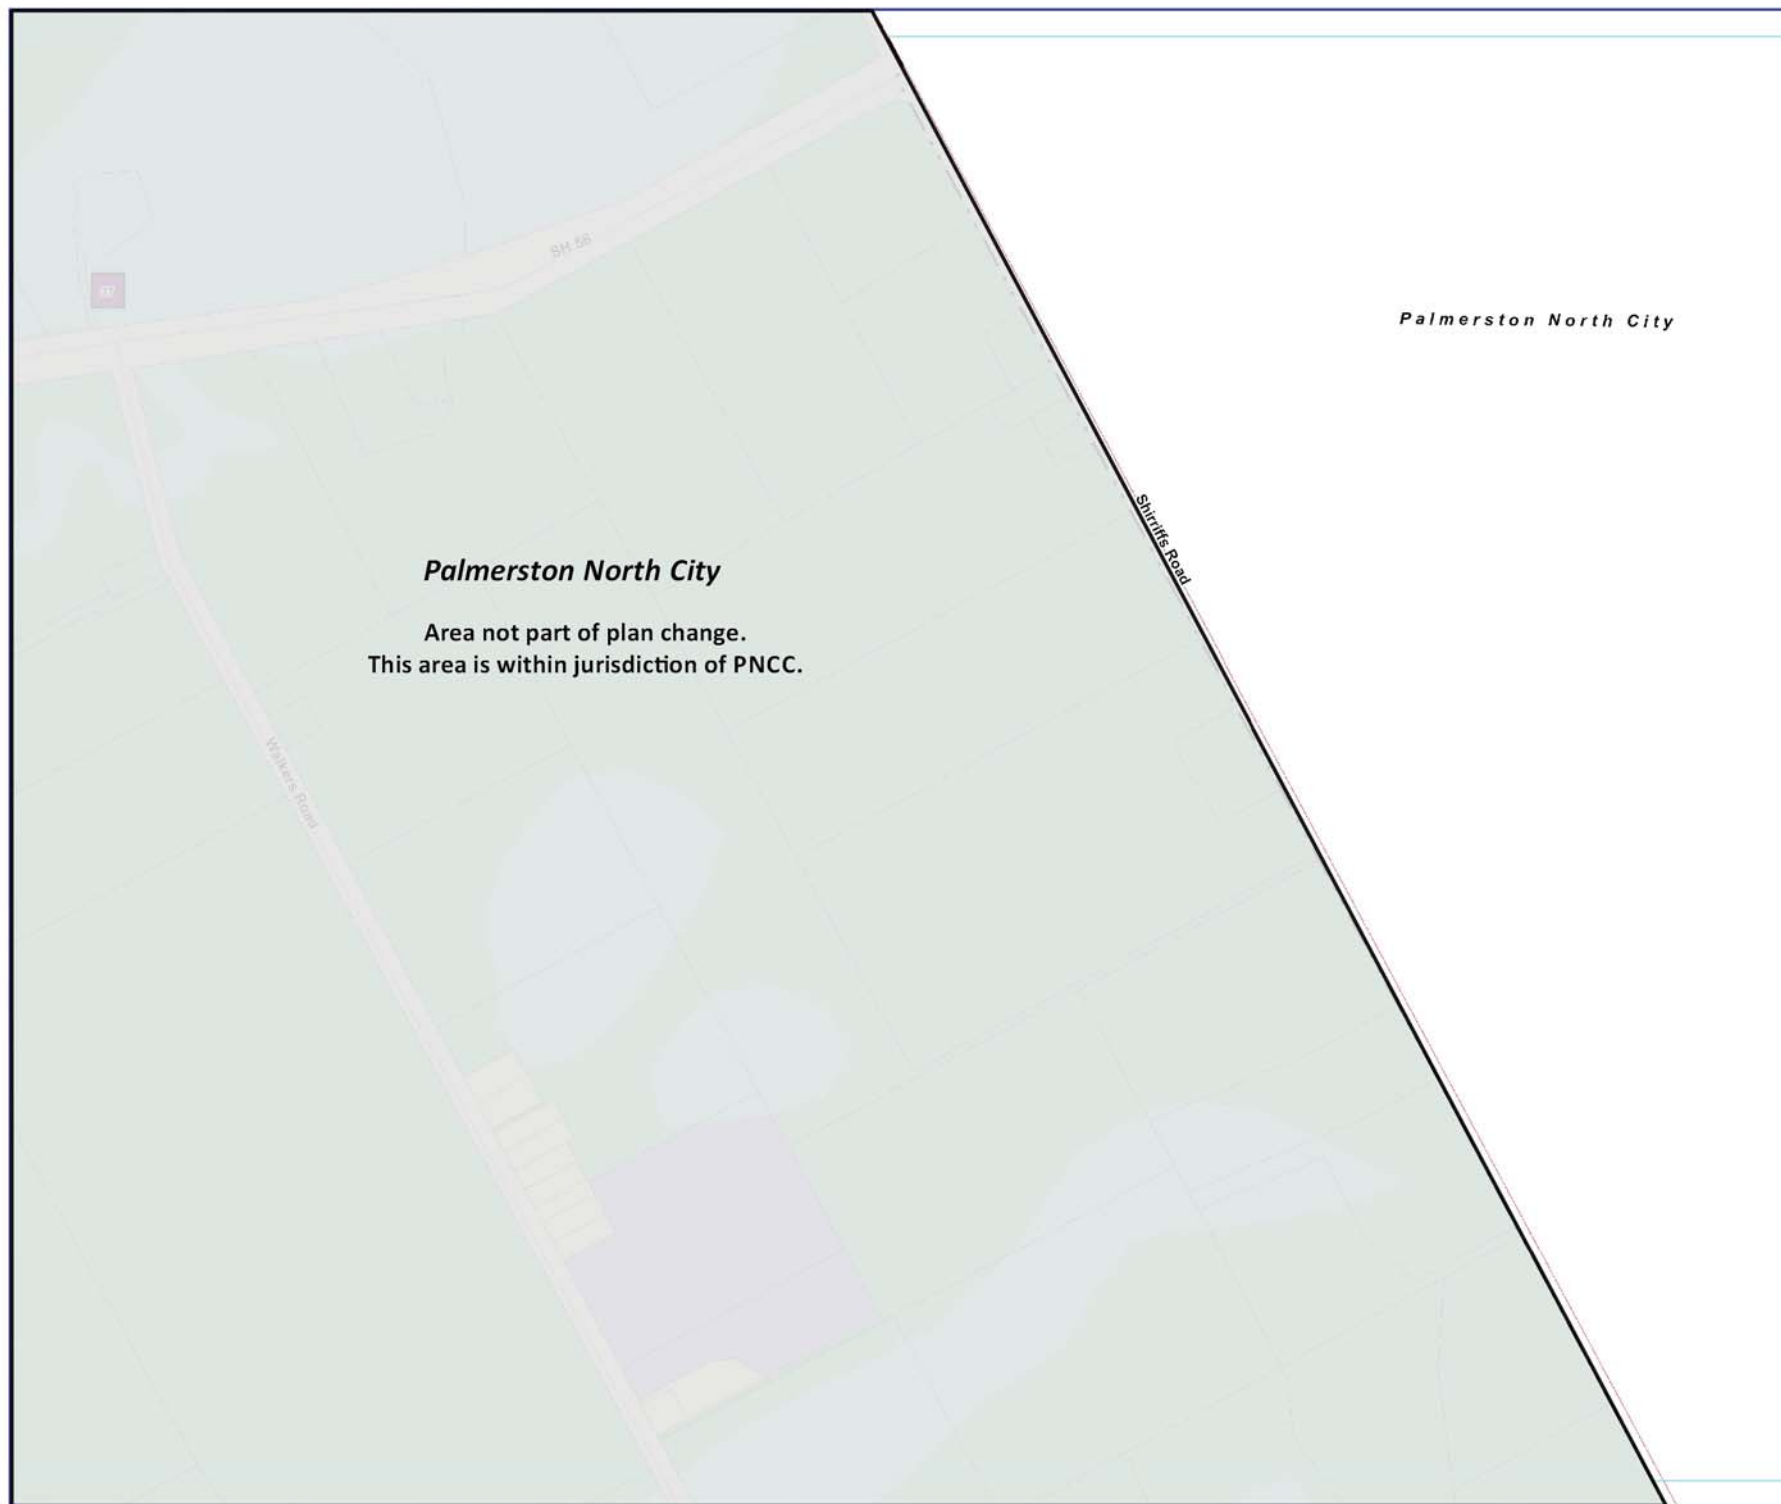 SH 56
Palmerston North City
Shirriffs Road
Palmerston North City
Area not part of plan change.
This area is within jurisdiction of PNCC.
Walkers Road